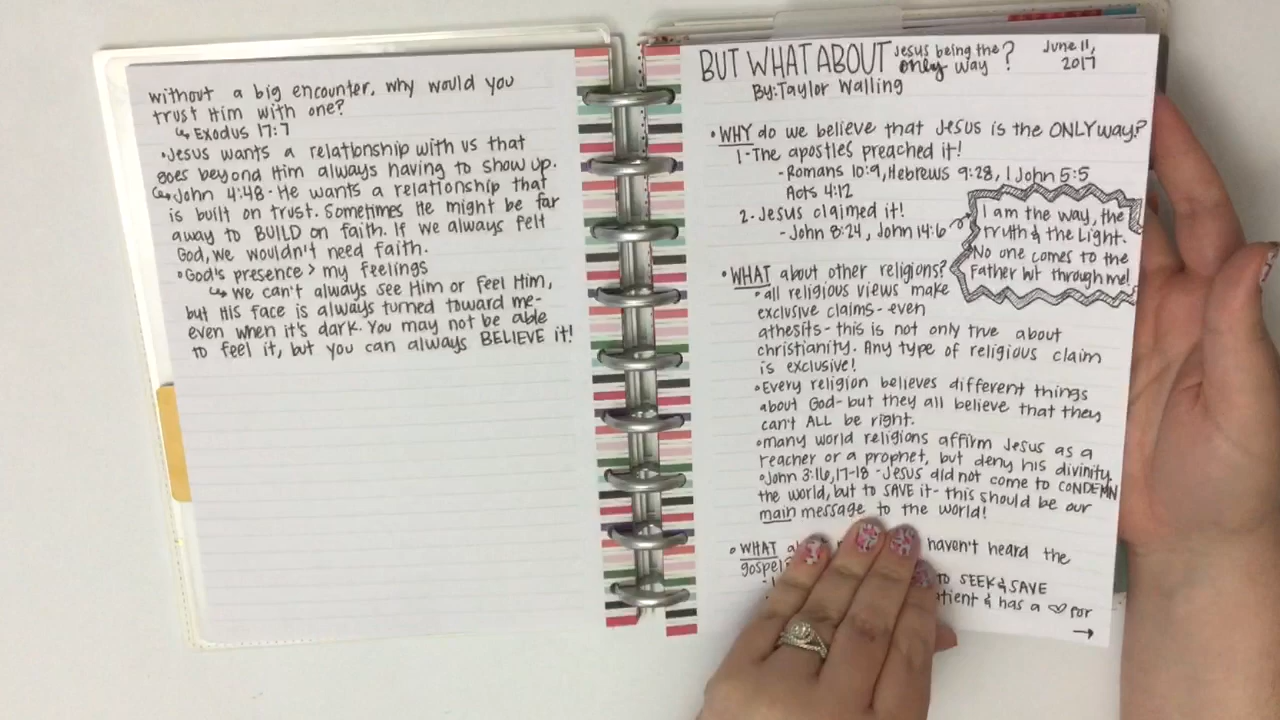 without a big encounter, why would you
trust Him with one?
↳ Exodus 17:7
•Jesus wants a relationship with us that
goes beyond Him always having to show up.
↳ John 4:48 - He wants a relationship that
is built on trust. Sometimes He might be far
away to BUILD on faith. If we always felt
God, we wouldn't need faith.
•God's presence > my feelings
↳ we can't always see Him or feel Him,
but His face is always turned toward me-
even when it's dark. You may not be able
to feel it, but you can always BELIEVE it!
BUT WHAT ABOUT Jesus being the only way?
June 11, 2017
By: Taylor Walling
•WHY do we believe that Jesus is the ONLY way?
1-The apostles preached it!
-Romans 10:9, Hebrews 9:28, 1 John 5:5
Acts 4:12
2-Jesus claimed it!
-John 8:24, John 14:6
I am the way, the
truth & the Light.
No one comes to the
Father but through me!
•WHAT about other religions?
•all religious views make
exclusive claims-even
athesits-this is not only true about
christianity. Any type of religious claim
is exclusive!
•Every religion believes different things
about God-but they all believe that they
can't ALL be right.
•many world religions affirm Jesus as a
teacher or a prophet, but deny his divinity.
•John 3:16, 17-18 -Jesus did not come to CONDEMN
the world, but to SAVE it- this should be our
main message to the world!
•WHAT haven't heard the
gospel
to SEEK & SAVE
& has a ♡ for
→